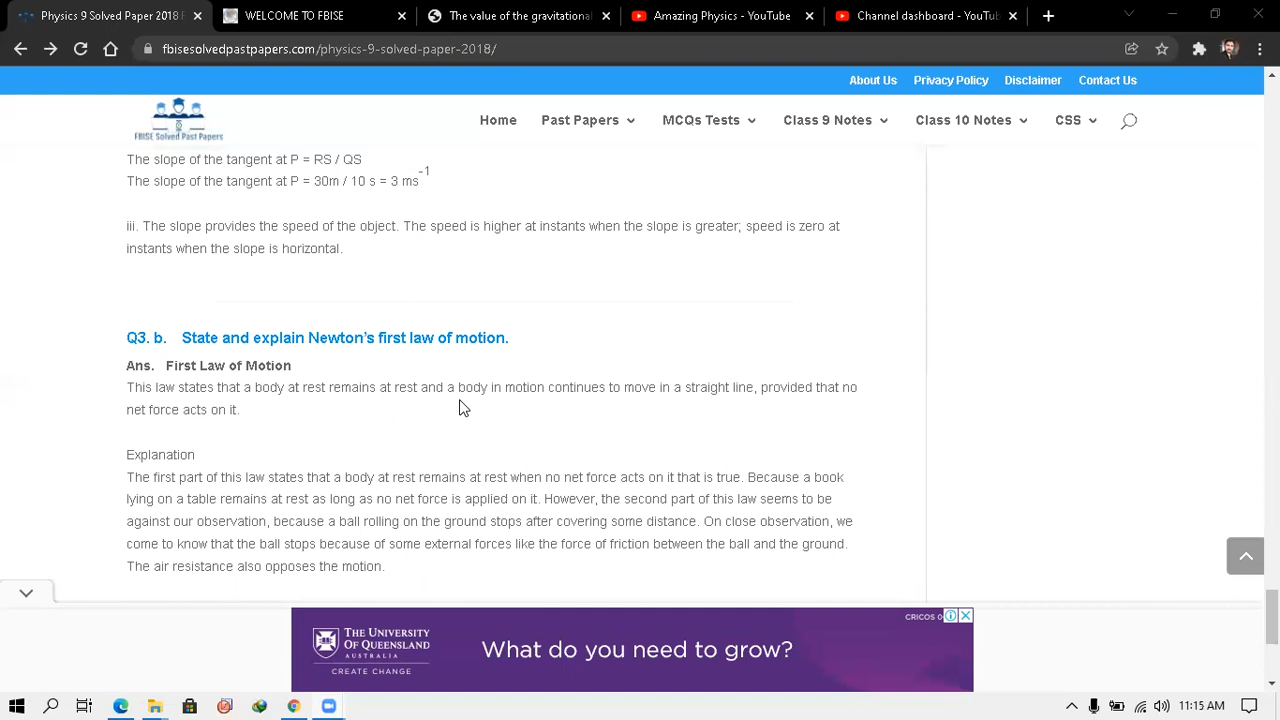 Physics 9 Solved Paper 2018 F
WELCOME TO FBISE
The value of the gravitational
Amazing Physics - YouTube
Channel dashboard - YouTub
fbisesolvedpastpapers.com/physics-9-solved-paper-2018/
About Us Privacy Policy Disclaimer Contact Us
FBISE Solved Past Papers
Home Past Papers MCQs Tests Class 9 Notes Class 10 Notes CSS
The slope of the tangent at P = RS / QS
The slope of the tangent at P = 30m / 10 s = 3 ms-1
iii. The slope provides the speed of the object. The speed is higher at instants when the slope is greater; speed is zero at
instants when the slope is horizontal.
Q3. b. State and explain Newton's first law of motion.
Ans. First Law of Motion
This law states that a body at rest remains at rest and a body in motion continues to move in a straight line, provided that no
net force acts on it.
Explanation
The first part of this law states that a body at rest remains at rest when no net force acts on it that is true. Because a book
lying on a table remains at rest as long as no net force is applied on it. However, the second part of this law seems to be
against our observation, because a ball rolling on the ground stops after covering some distance. On close observation, we
come to know that the ball stops because of some external forces like the force of friction between the ball and the ground.
The air resistance also opposes the motion.
CRICOS 0
THE UNIVERSITY
OF QUEENSLAND
AUSTRALIA
CREATE CHANGE
What do you need to grow?
11:15 AM